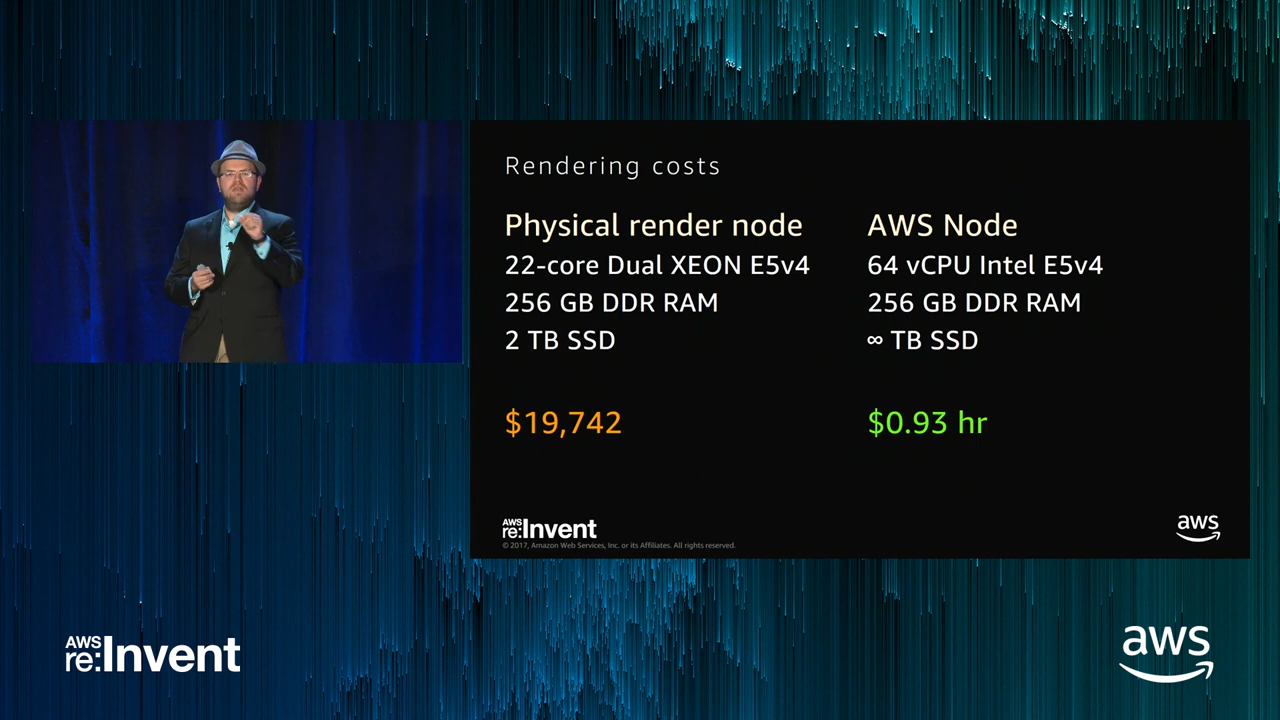 Rendering costs
Physical render node
22-core Dual XEON E5v4
256 GB DDR RAM
2 TB SSD
$19,742
AWS Node
64 vCPU Intel E5v4
256 GB DDR RAM
∞ TB SSD
$0.93 hr
AWS
re:Invent
© 2017, Amazon Web Services, Inc. or its Affiliates. All rights reserved.
aws
AWS
re:Invent
aws